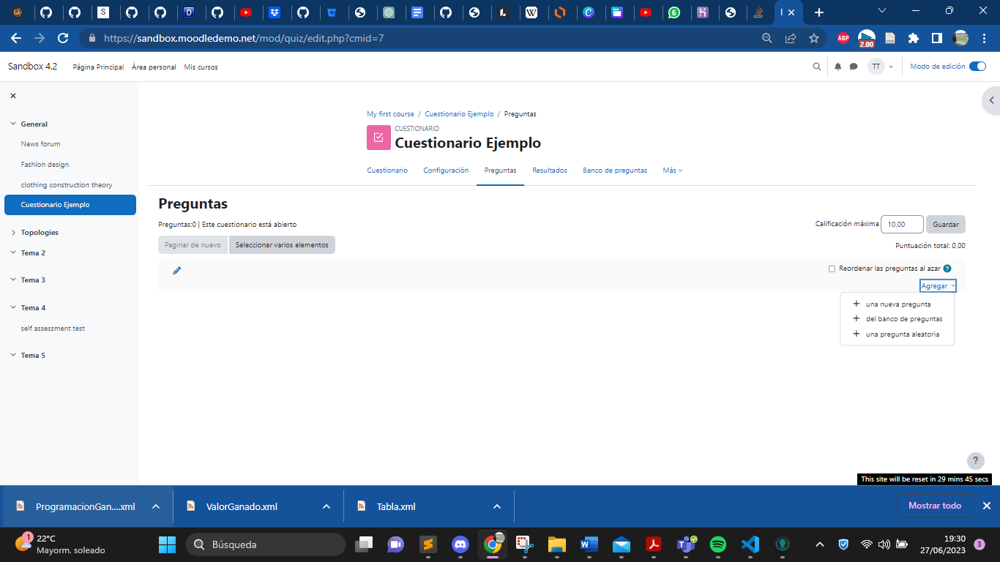 https://sandbox.moodledemo.net/mod/quiz/edit.php?cmid=7
ABP
2.00
Sandbox 4.2
Página Principal
Área personal
Mis cursos
TT
Modo de edición
General
News forum
Fashion design
clothing construction theory
Cuestionario Ejemplo
Topologies
Tema 2
Tema 3
Tema 4
self assessment test
Tema 5
My first course / Cuestionario Ejemplo / Preguntas
CUESTIONARIO
Cuestionario Ejemplo
Cuestionario
Configuración
Preguntas
Resultados
Banco de preguntas
Más
Preguntas
Preguntas:0 | Este cuestionario está abierto
Calificación máxima
10,00
Guardar
Paginar de nuevo
Seleccionar varios elementos
Puntuación total: 0,00
Reordenar las preguntas al azar
?
Agregar
una nueva pregunta
del banco de preguntas
una pregunta aleatoria
?
This site will be reset in 29 mins 45 secs
ProgramacionGan....xml
ValorGanado.xml
Tabla.xml
Mostrar todo
1
22°C
Mayorm. soleado
Búsqueda
19:30
27/06/2023
3